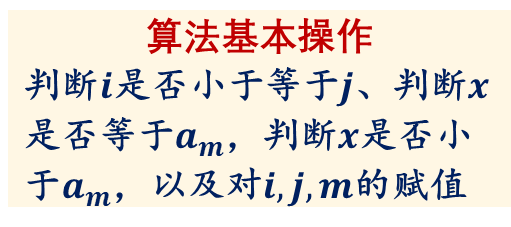 算法基本操作
判断i是否小于等于j、判断x
是否等于aₘ，判断x是否小
于aₘ，以及对i,j,m的赋值